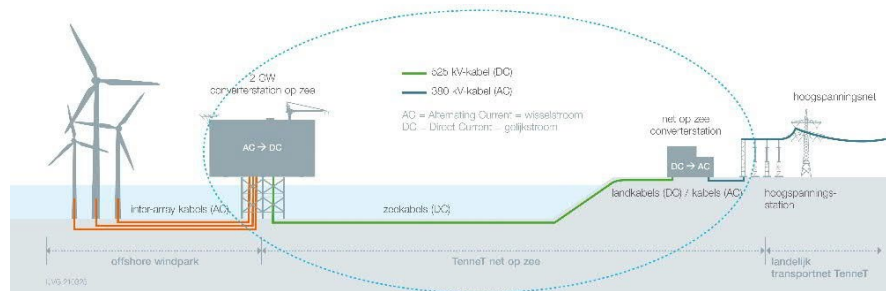 2 GW
converterstation op zee
AC → DC
525 kV-kabel (DC)
380 kV-kabel (AC)
AC = Alternating Current = wisselstroom
DC = Direct Current = gelijkstroom
net op zee
converterstation
DC → AC
hoogspanningsnet
inter-array kabels (AC)
zeekabels (DC)
landkabels (DC) / kabels (AC)
hoogspannings-
station
offshore windpark
TenneT net op zee
landelijk
transportnet TenneT